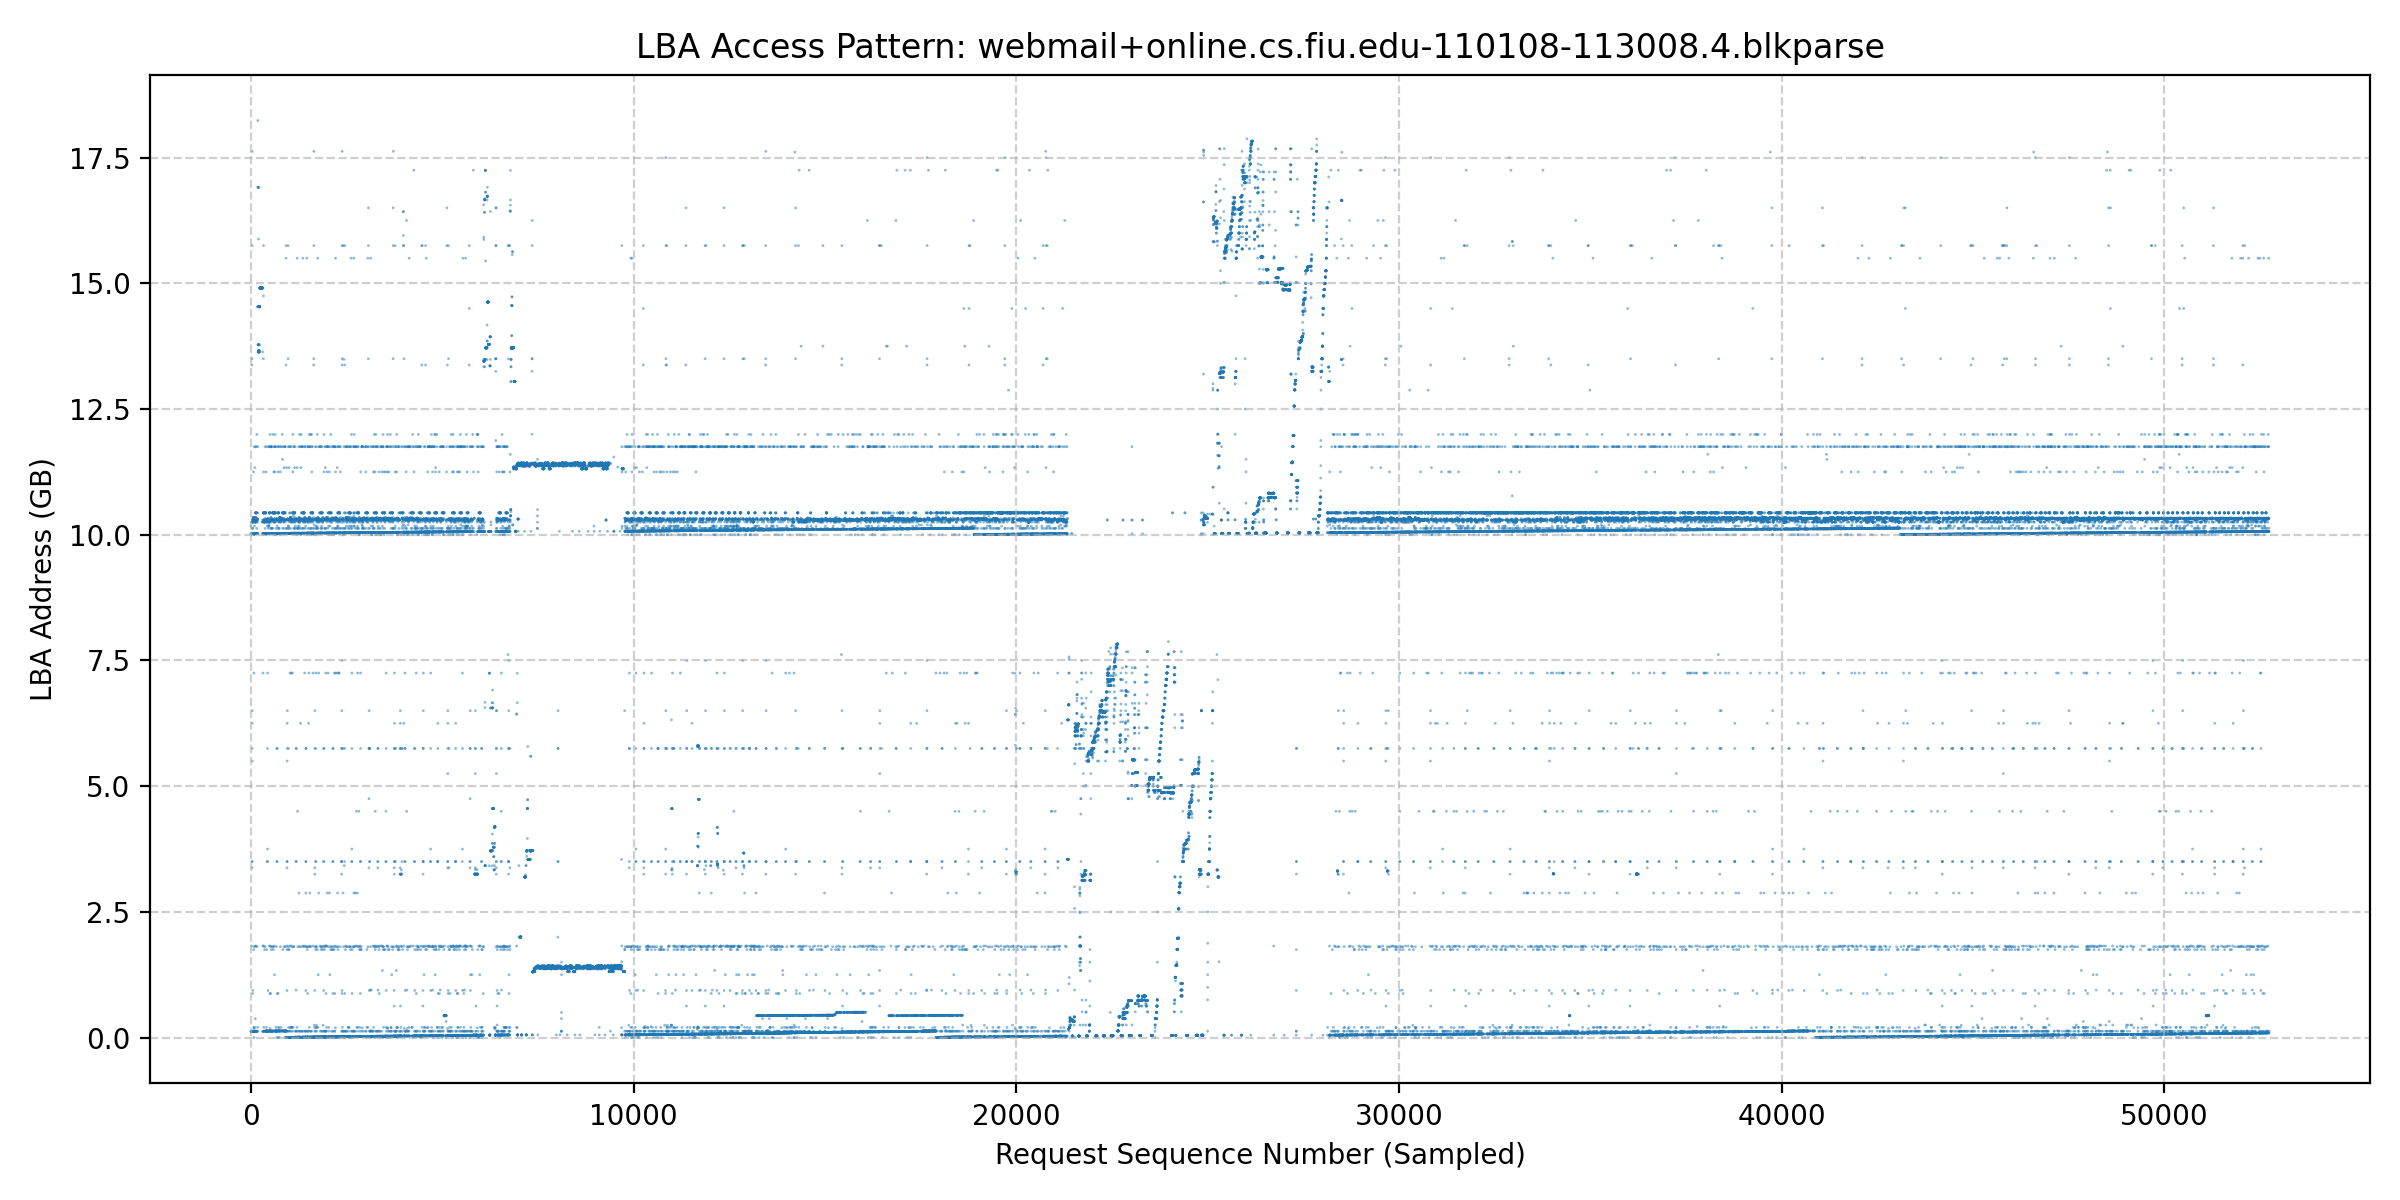 LBA Access Pattern: webmail+online.cs.fiu.edu-110108-113008.4.blkparse
LBA Address (GB)
17.5
15.0
12.5
10.0
7.5
5.0
2.5
0.0
0 10000 20000 30000 40000 50000
Request Sequence Number (Sampled)